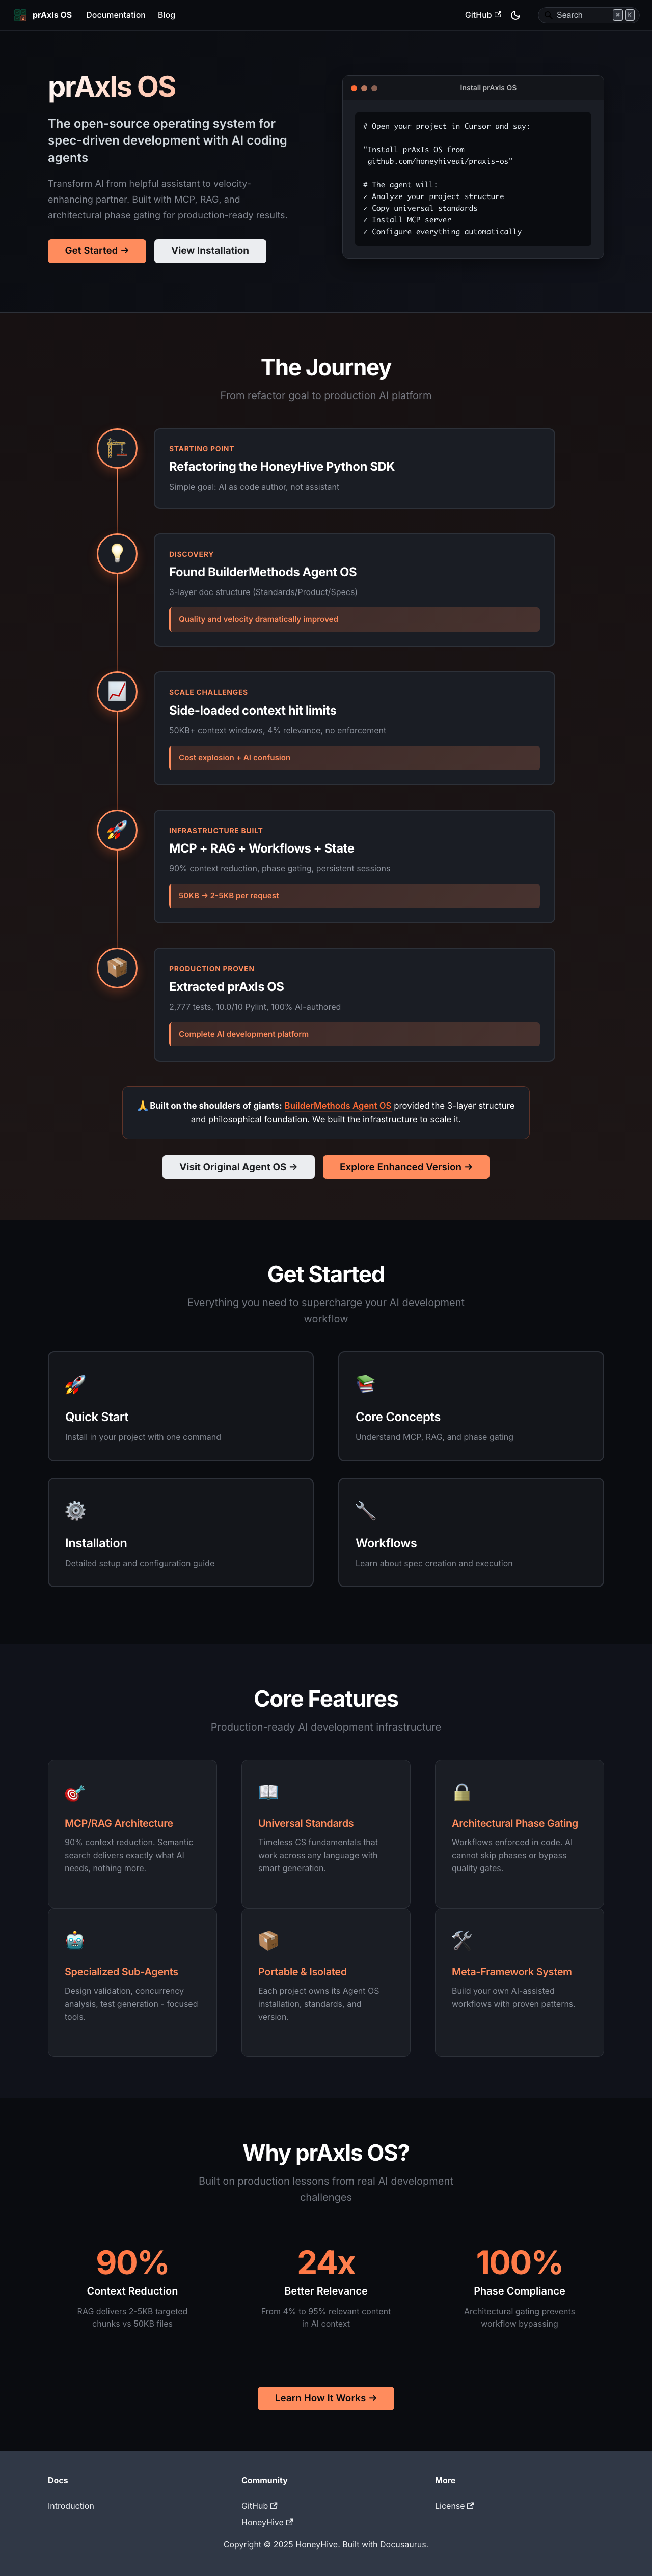 prAxIs OS
Documentation
Blog
GitHub
Search
⌘ K
prAxIs OS
The open-source operating system for
spec-driven development with AI coding
agents
Transform AI from helpful assistant to velocity-
enhancing partner. Built with MCP, RAG, and
architectural phase gating for production-ready results.
Get Started →
View Installation
Install prAxIs OS
# Open your project in Cursor and say:
"Install prAxIs OS from
github.com/honeyhiveai/praxis-os"
# The agent will:
✓ Analyze your project structure
✓ Copy universal standards
✓ Install MCP server
✓ Configure everything automatically
The Journey
From refactor goal to production AI platform
STARTING POINT
Refactoring the HoneyHive Python SDK
Simple goal: AI as code author, not assistant
DISCOVERY
Found BuilderMethods Agent OS
3-layer doc structure (Standards/Product/Specs)
Quality and velocity dramatically improved
SCALE CHALLENGES
Side-loaded context hit limits
50KB+ context windows, 4% relevance, no enforcement
Cost explosion + AI confusion
INFRASTRUCTURE BUILT
MCP + RAG + Workflows + State
90% context reduction, phase gating, persistent sessions
50KB → 2-5KB per request
PRODUCTION PROVEN
Extracted prAxIs OS
2,777 tests, 10.0/10 Pylint, 100% AI-authored
Complete AI development platform
🙏 Built on the shoulders of giants: BuilderMethods Agent OS provided the 3-layer structure
and philosophical foundation. We built the infrastructure to scale it.
Visit Original Agent OS →
Explore Enhanced Version →
Get Started
Everything you need to supercharge your AI development
workflow
Quick Start
Install in your project with one command
Core Concepts
Understand MCP, RAG, and phase gating
Installation
Detailed setup and configuration guide
Workflows
Learn about spec creation and execution
Core Features
Production-ready AI development infrastructure
MCP/RAG Architecture
90% context reduction. Semantic
search delivers exactly what AI
needs, nothing more.
Universal Standards
Timeless CS fundamentals that
work across any language with
smart generation.
Architectural Phase Gating
Workflows enforced in code. AI
cannot skip phases or bypass
quality gates.
Specialized Sub-Agents
Design validation, concurrency
analysis, test generation - focused
tools.
Portable & Isolated
Each project owns its Agent OS
installation, standards, and
version.
Meta-Framework System
Build your own AI-assisted
workflows with proven patterns.
Why prAxIs OS?
Built on production lessons from real AI development
challenges
90%
Context Reduction
RAG delivers 2-5KB targeted
chunks vs 50KB files
24x
Better Relevance
From 4% to 95% relevant content
in AI context
100%
Phase Compliance
Architectural gating prevents
workflow bypassing
Learn How It Works →
Docs
Introduction
Community
GitHub
HoneyHive
More
License
Copyright © 2025 HoneyHive. Built with Docusaurus.